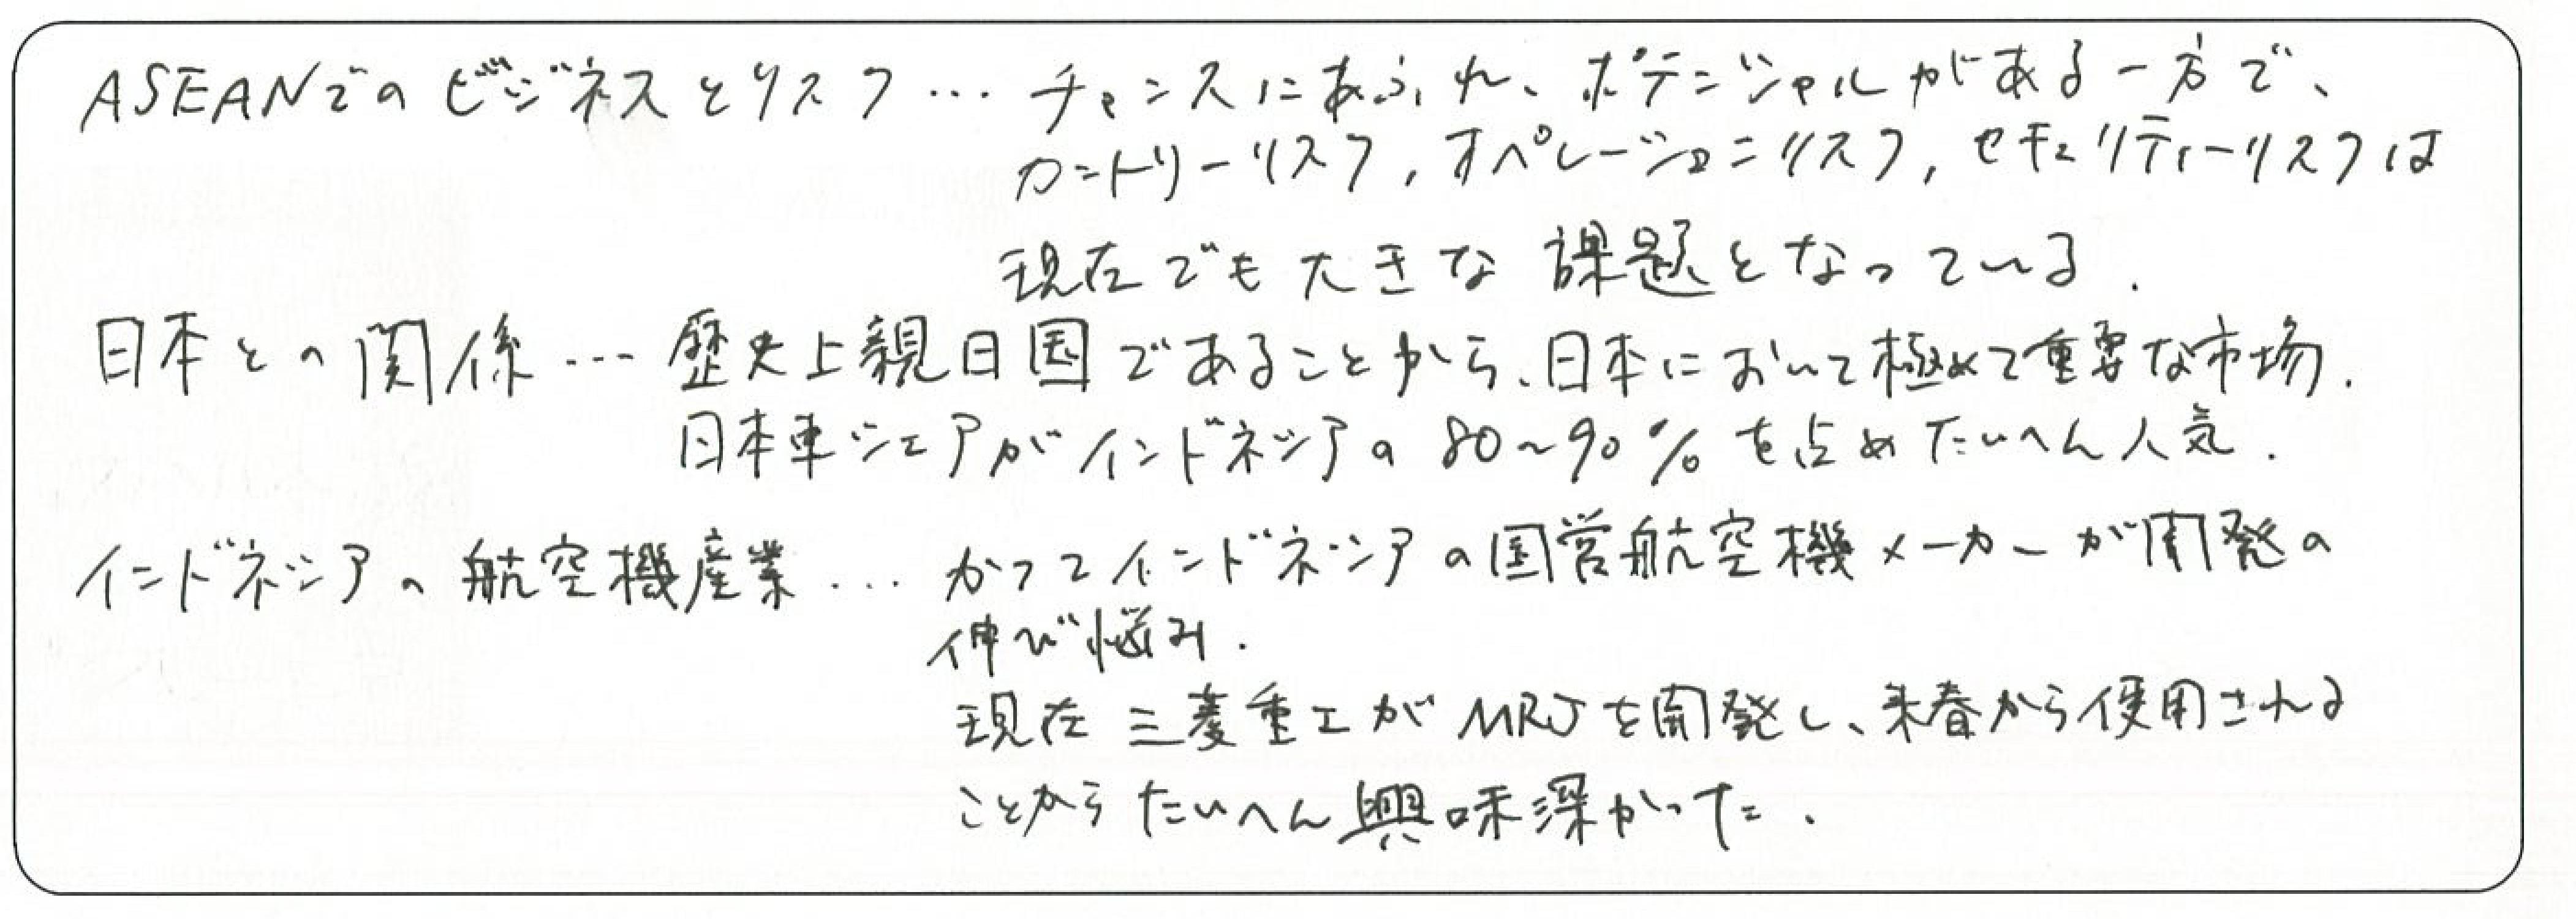 ASEANでのビジネスとリスク… チャンスにあふれ、ポテンシャルがある一方で、
カントリーリスク, オペレーションリスク, セキュリティーリスクは
現在でも大きな課題となっている.
日本との関係… 歴史上親日国であることから、日本において極めて重要な市場.
日本車シェアがインドネシアの80～90%を占めたいへん人気.
インドネシアの航空機産業… かつてインドネシアの国営航空機メーカーが開発の
伸び悩み.
現在三菱重工がMRJを開発し、来春から使用される
ことからたいへん興味深かった.